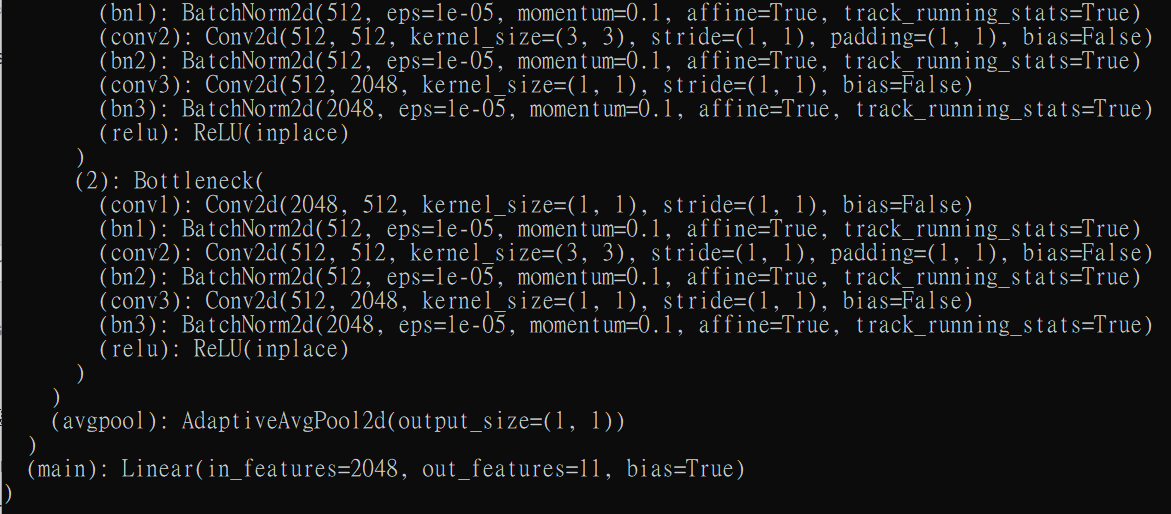 (bn1): BatchNorm2d(512, eps=1e-05, momentum=0.1, affine=True, track_running_stats=True)
(conv2): Conv2d(512, 512, kernel_size=(3, 3), stride=(1, 1), padding=(1, 1), bias=False)
(bn2): BatchNorm2d(512, eps=1e-05, momentum=0.1, affine=True, track_running_stats=True)
(conv3): Conv2d(512, 2048, kernel_size=(1, 1), stride=(1, 1), bias=False)
(bn3): BatchNorm2d(2048, eps=1e-05, momentum=0.1, affine=True, track_running_stats=True)
(relu): ReLU(inplace)
)
(2): Bottleneck(
(conv1): Conv2d(2048, 512, kernel_size=(1, 1), stride=(1, 1), bias=False)
(bn1): BatchNorm2d(512, eps=1e-05, momentum=0.1, affine=True, track_running_stats=True)
(conv2): Conv2d(512, 512, kernel_size=(3, 3), stride=(1, 1), padding=(1, 1), bias=False)
(bn2): BatchNorm2d(512, eps=1e-05, momentum=0.1, affine=True, track_running_stats=True)
(conv3): Conv2d(512, 2048, kernel_size=(1, 1), stride=(1, 1), bias=False)
(bn3): BatchNorm2d(2048, eps=1e-05, momentum=0.1, affine=True, track_running_stats=True)
(relu): ReLU(inplace)
)
)
(avgpool): AdaptiveAvgPool2d(output_size=(1, 1))
)
(main): Linear(in_features=2048, out_features=11, bias=True)
)